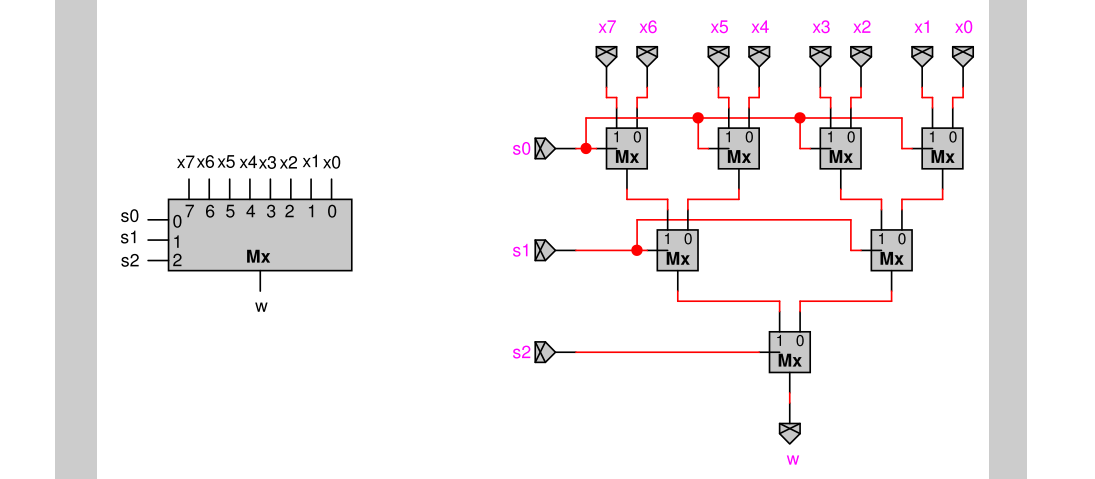 x7 x6 x5 x4 x3 x2 x1 x0
s0 1 0 Mx 1 0 Mx 1 0 Mx 1 0 Mx
x7 x6 x5 x4 x3 x2 x1 x0
7 6 5 4 3 2 1 0
s0 0
s1 1
s2 2
Mx
w
s1 1 0 Mx 1 0 Mx
s2 1 0 Mx
w